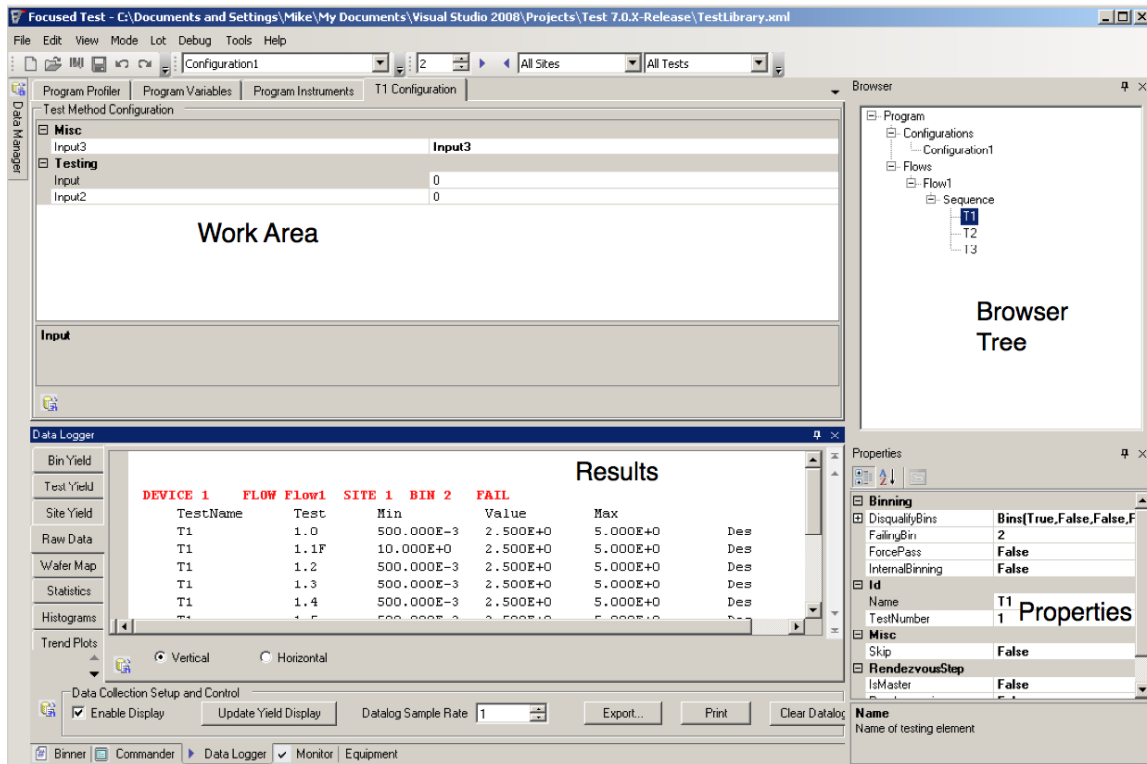 Focused Test - C:\Documents and Settings\Mike\My Documents\Visual Studio 2008\Projects\Test 7.0.X-Release\TestLibrary.xml
File Edit View Mode Lot Debug Tools Help
Configuration1 2 All Sites All Tests
Data Manager
Program Profiler Program Variables Program Instruments T1 Configuration
Test Method Configuration
Misc
Input3 Input3
Testing
Input 0
Input2 0
Work Area
Input
Browser
Program
Configurations
Configuration1
Flows
Flow1
Sequence
T1
T2
T3
Browser
Tree
Data Logger
Bin Yield
Test Yield
Site Yield
Raw Data
Wafer Map
Statistics
Histograms
Trend Plots
Results
DEVICE 1 FLOW Flow1 SITE 1 BIN 2 FAIL
TestName Test Min Value Max
T1 1.0 500.000E-3 2.500E+0 5.000E+0 Des
T1 1.1F 10.000E+0 2.500E+0 5.000E+0 Des
T1 1.2 500.000E-3 2.500E+0 5.000E+0 Des
T1 1.3 500.000E-3 2.500E+0 5.000E+0 Des
T1 1.4 500.000E-3 2.500E+0 5.000E+0 Des
Vertical Horizontal
Data Collection Setup and Control
Enable Display Update Yield Display Datalog Sample Rate 1 Export... Print Clear Datalog
Binner Commander Data Logger Monitor Equipment
Properties
Binning
DisqualifyBins Bins(True,False,False,F
FailingBin 2
ForcePass False
InternalBinning False
Id
Name T1
TestNumber 1
Properties
Misc
Skip False
RendezvousStep
IsMaster False
Name
Name of testing element